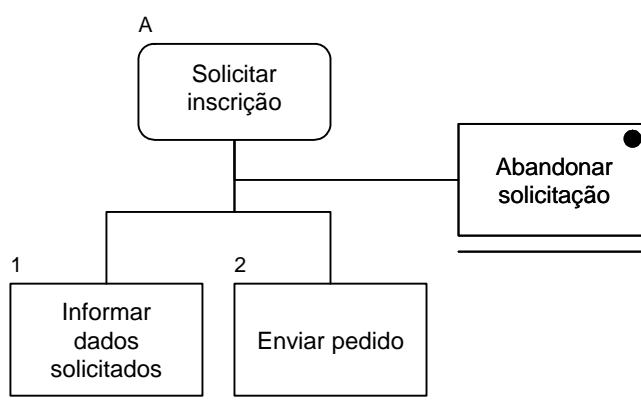 A
Solicitar
inscrição
Abandonar
solicitação
1
Informar
dados
solicitados
2
Enviar pedido